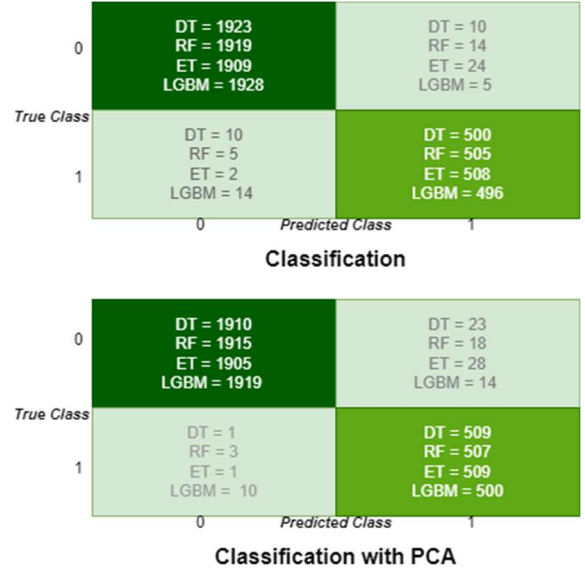 DT = 1923
RF = 1919
ET = 1909
LGBM = 1928
DT = 10
RF = 14
ET = 24
LGBM = 5
0
True Class
DT = 10
RF = 5
ET = 2
LGBM = 14
DT = 500
RF = 505
ET = 508
LGBM = 496
1
0 Predicted Class 1
Classification
DT = 1910
RF = 1915
ET = 1905
LGBM = 1919
DT = 23
RF = 18
ET = 28
LGBM = 14
0
True Class
DT = 1
RF = 3
ET = 1
LGBM = 10
DT = 509
RF = 507
ET = 509
LGBM = 500
1
0 Predicted Class 1
Classification with PCA